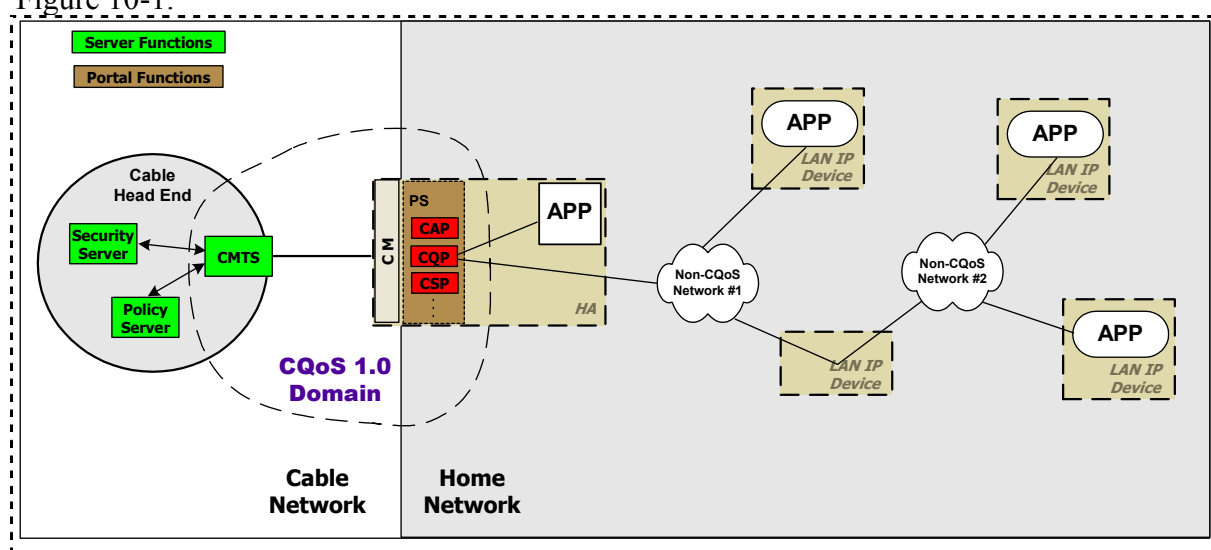 Figure 10-1.
Server Functions
Portal Functions
Cable
Head End
Security
Server
CMTS
Policy
Server
CQoS 1.0
Domain
CM
PS
CAP
CQP
CSP
APP
HA
Non-CQoS
Network #1
APP
LAN IP
Device
LAN IP
Device
Non-CQoS
Network #2
APP
LAN IP
Device
APP
LAN IP
Device
Cable
Network
Home
Network